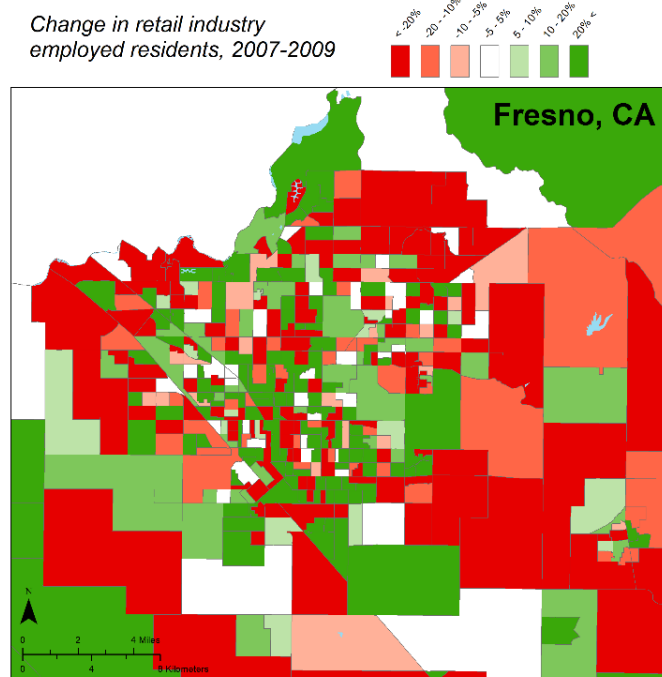 Change in retail industry
employed residents, 2007-2009
< -20%
-20 - -10%
-10 - -5%
-5 - 5%
5 - 10%
10 - 20%
20% <
Fresno, CA
N
0 2 4 Miles
0 4 8 Kilometers